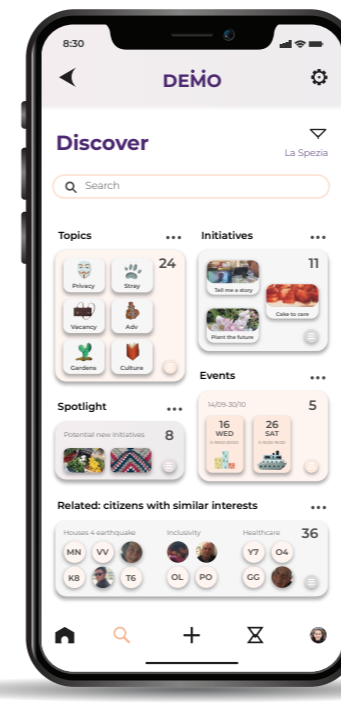 8:30
DEMO
Discover
La Spezia
Search
Topics
Initiatives
24
Privacy
Stray
Vacancy
Adv
Gardens
Culture
11
Tell me a story
Cake to care
Plant the future
Events
14/09-30/10
5
16
WED
26
SAT
Spotlight
Potential new Initiatives
8
Related: citizens with similar interests
Houses 4 earthquake
Inclusivity
Healthcare
36
MN
VV
Y7
O4
K8
T6
OL
PO
GG